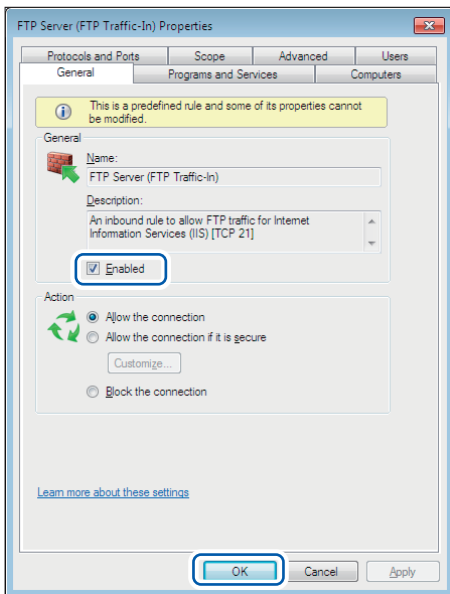 FTP Server (FTP Traffic-In) Properties
Protocols and Ports Scope Advanced Users
General Programs and Services Computers
This is a predefined rule and some of its properties cannot
be modified.
General
Name:
FTP Server (FTP Traffic-In)
Description:
An inbound rule to allow FTP traffic for Internet
Information Services (IIS) [TCP 21]
Enabled
Action
Allow the connection
Allow the connection if it is secure
Customize...
Block the connection
Learn more about these settings
OK Cancel Apply